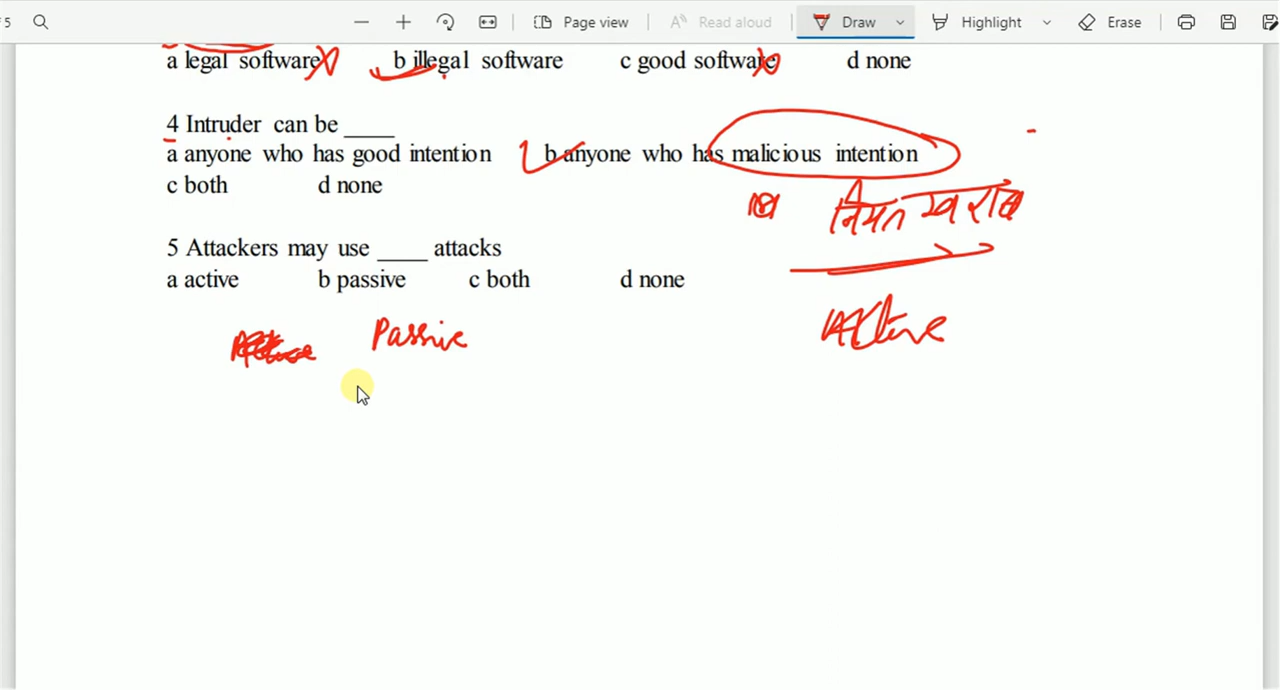 5
Page view
Read aloud
Draw
Highlight
Erase
a legal software b illegal software c good software d none
4 Intruder can be ____
a anyone who has good intention b anyone who has malicious intention
c both d none
5 Attackers may use ____ attacks
a active b passive c both d none
Passive
Active